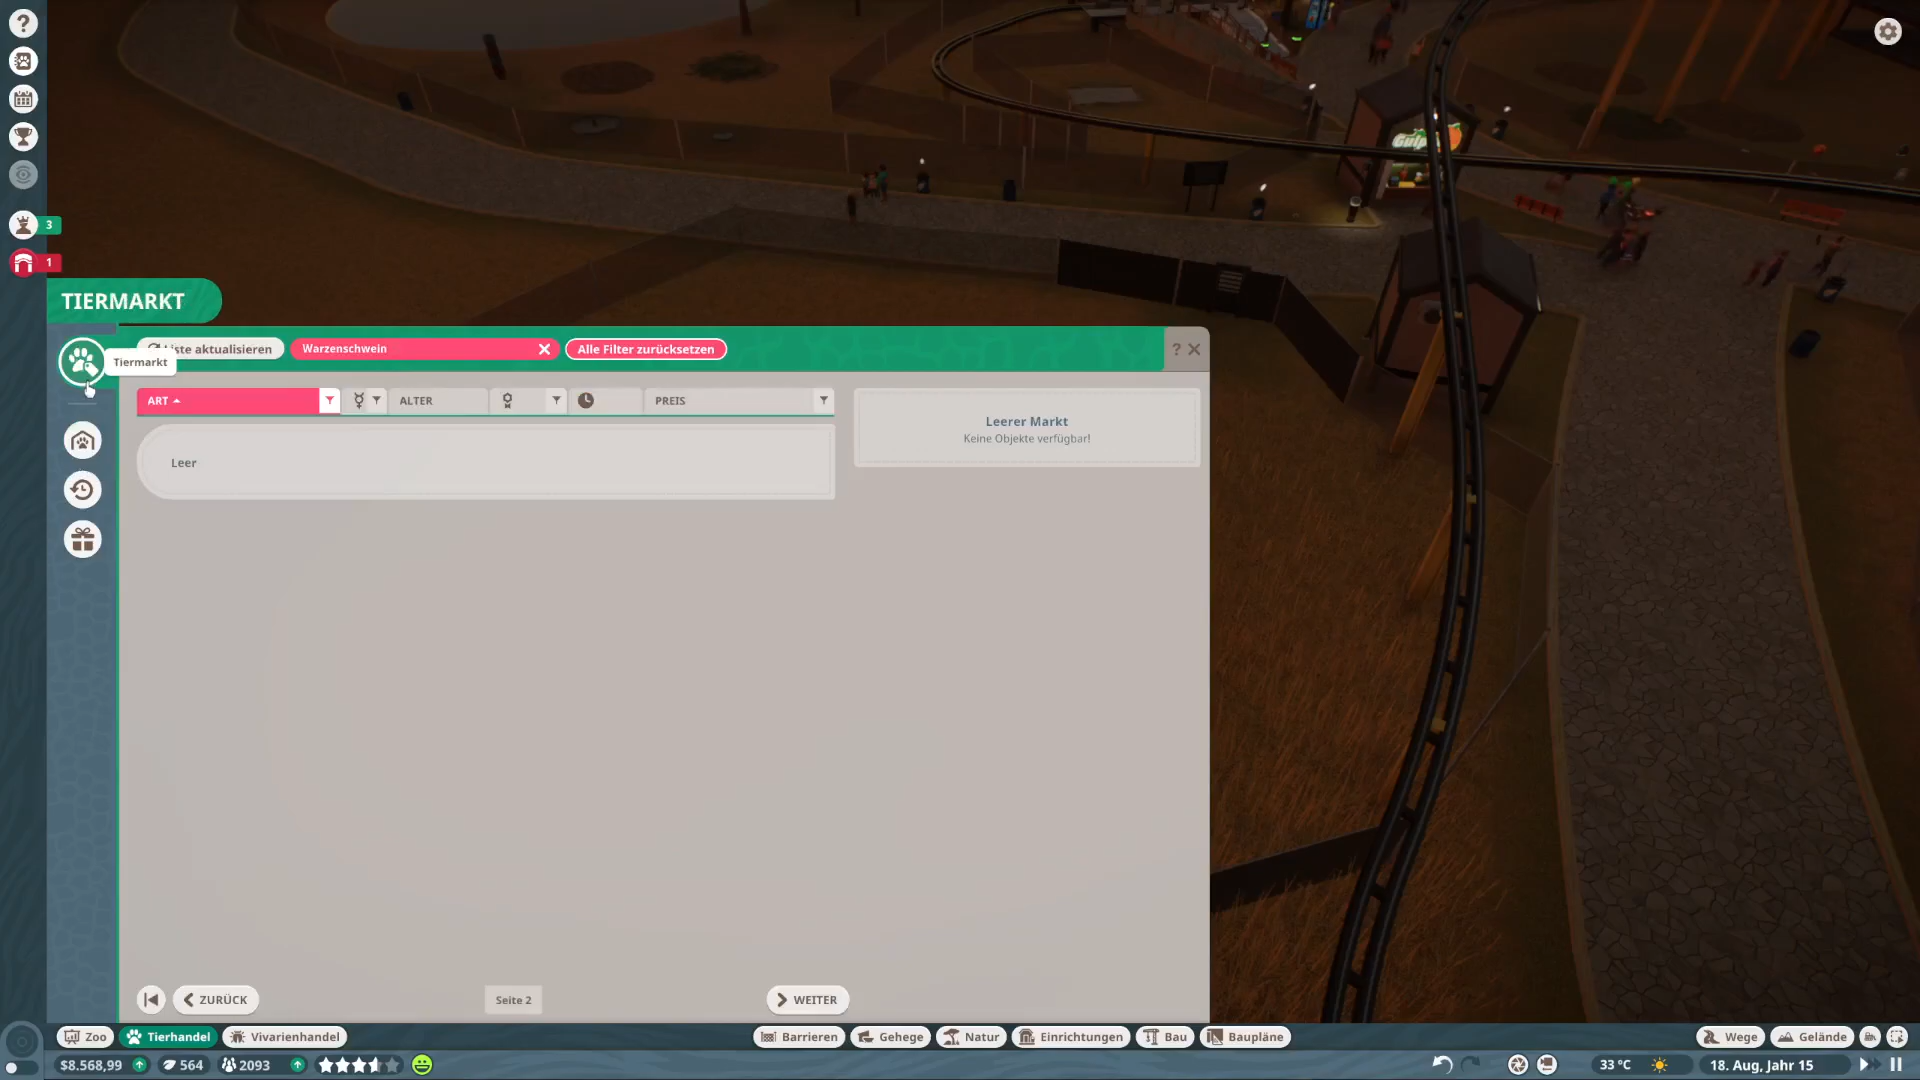 ?
3
1
TIERMARKT
Liste aktualisieren
Warzenschwein
Alle Filter zurücksetzen
?
Tiermarkt
ART
ALTER
PREIS
Leer
Leerer Markt
Keine Objekte verfügbar!
ZURÜCK
Seite 2
WEITER
Zoo
Tierhandel
Vivarienhandel
Barrieren
Gehege
Natur
Einrichtungen
Bau
Baupläne
Wege
Gelände
$8.568,99
564
2093
33 °C
18. Aug, Jahr 15